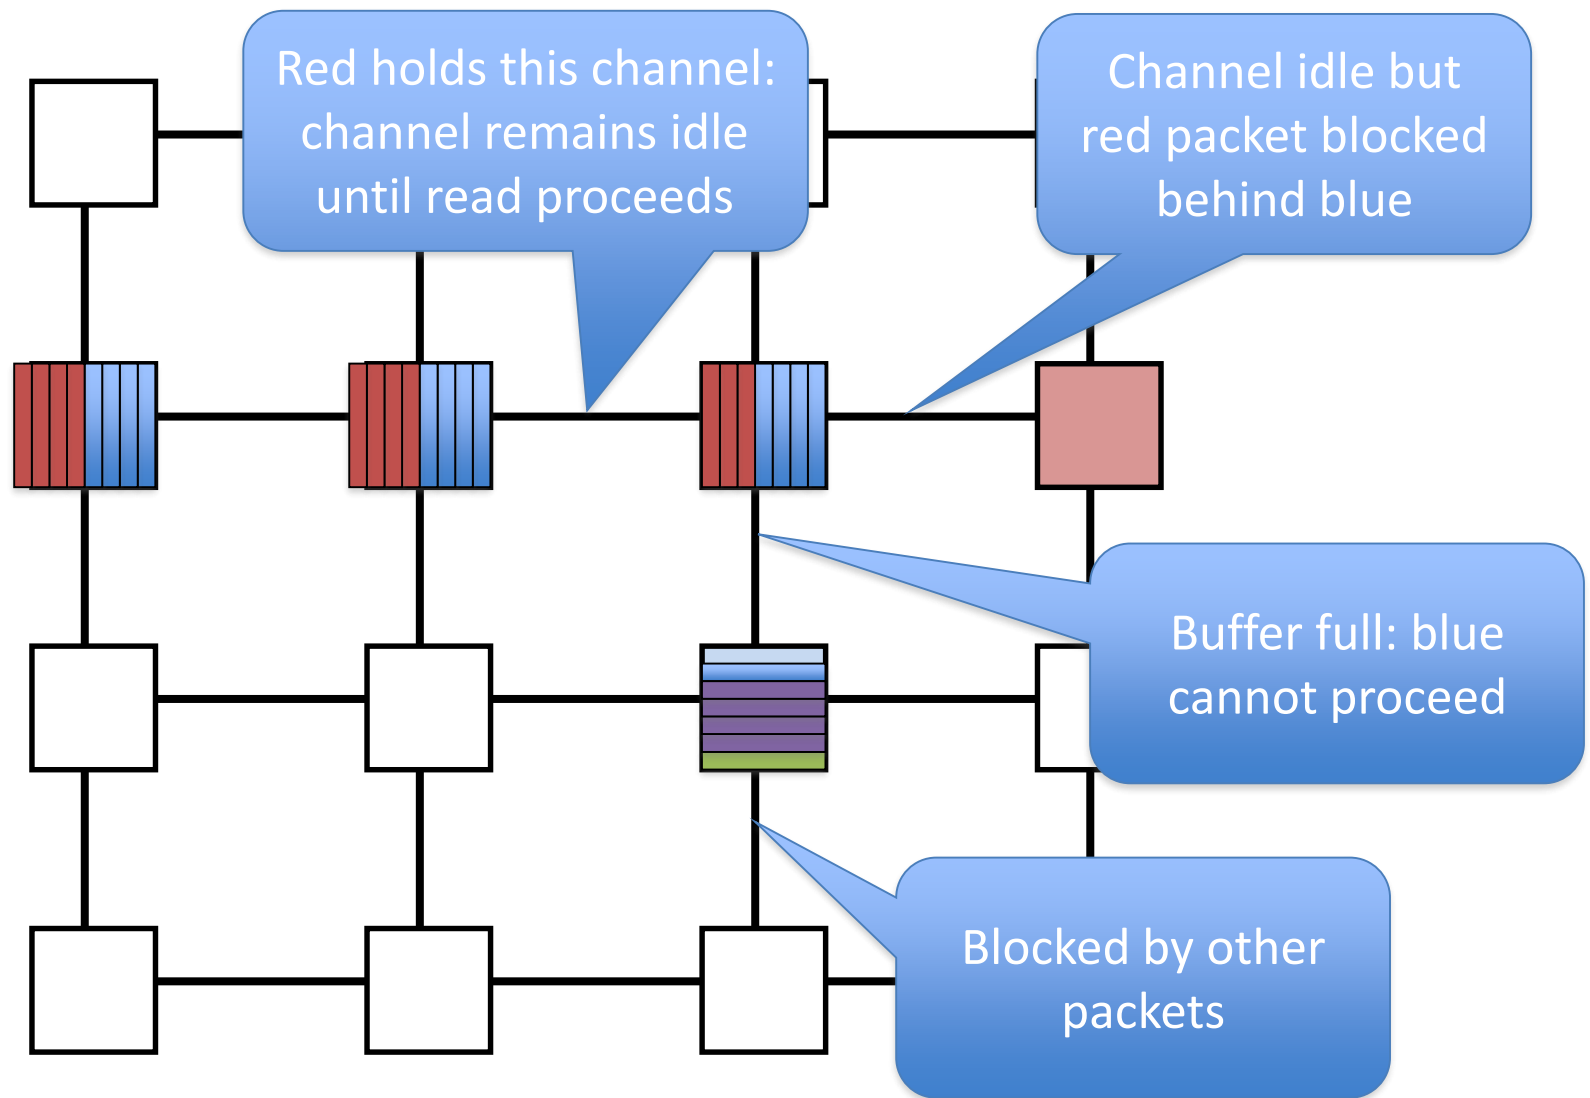 Red holds this channel:
channel remains idle
until read proceeds
Channel idle but
red packet blocked
behind blue
Buffer full: blue
cannot proceed
Blocked by other
packets